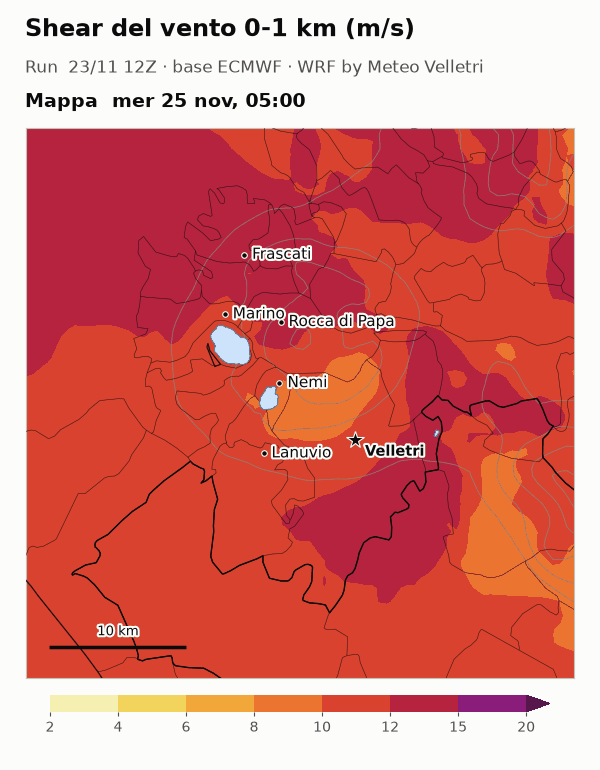 Shear del vento 0-1 km (m/s)
Run  23/11 12Z · base ECMWF · WRF by Meteo Velletri
Mappa  mer 25 nov, 05:00
Frascati
Marino
Rocca di Papa
Nemi
Velletri
Lanuvio
10 km
2 4 6 8 10 12 15 20